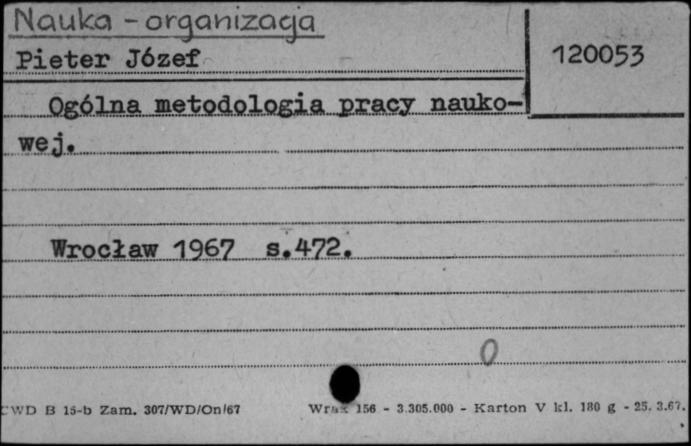 Nauka - organizacja
Pieter Józef
120053
Ogólna metodologia pracy nauko-
wej.
Wrocław 1967 s.472.
0
CWD B 15-b Zam. 307/WD/On/67 156 - 3.305.000 - Karton V kl. 180 g - 25. 3.67.